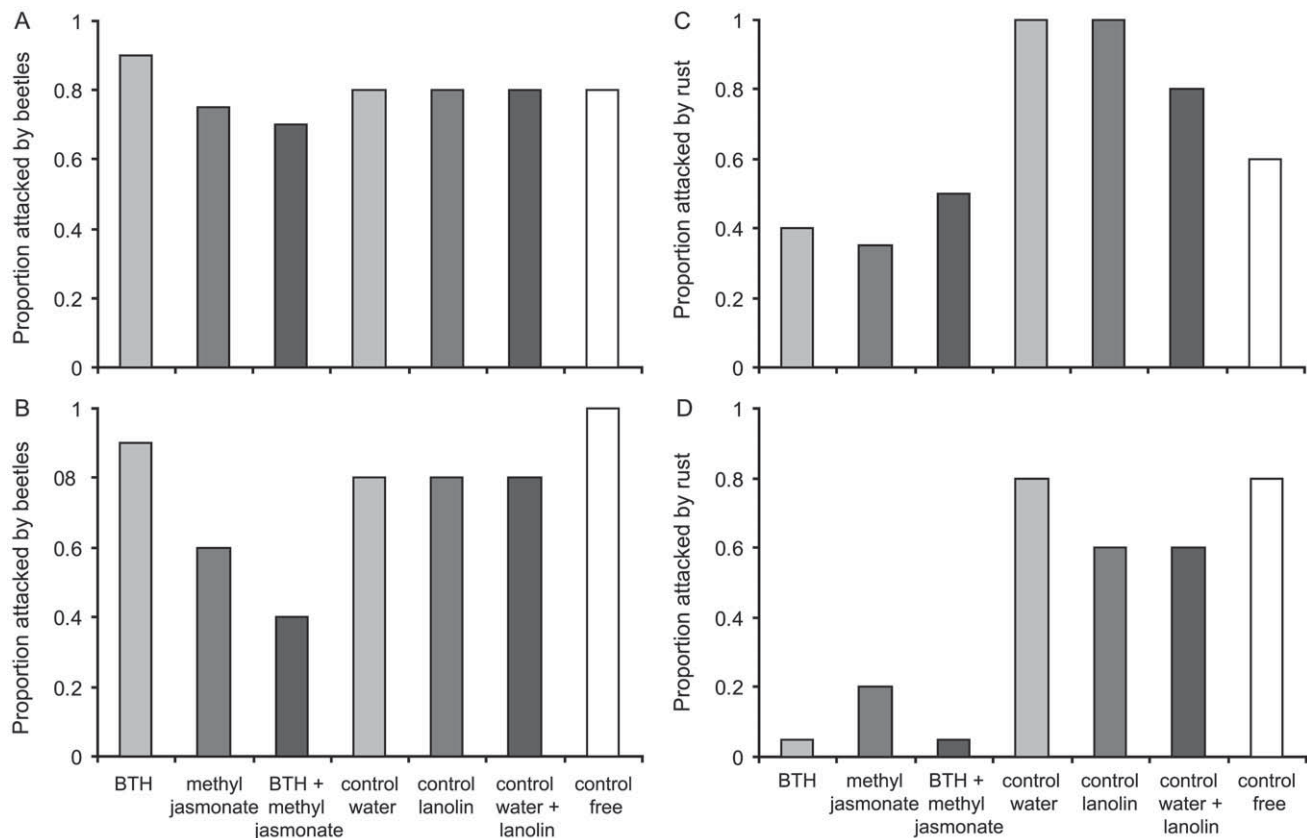 A
Proportion attacked by beetles
1
0.8
0.6
0.4
0.2
0
C
Proportion attacked by rust
1
0.8
0.6
0.4
0.2
0
B
Proportion attacked by beetles
1
08
0.6
0.4
0.2
0
BTH
methyl
jasmonate
BTH +
methyl
jasmonate
control
water
control
lanolin
control
water +
lanolin
control
free
D
Proportion attacked by rust
1
0.8
0.6
0.4
0.2
0
BTH
methyl
jasmonate
BTH +
methyl
jasmonate
control
water
control
lanolin
control
water +
lanolin
control
free